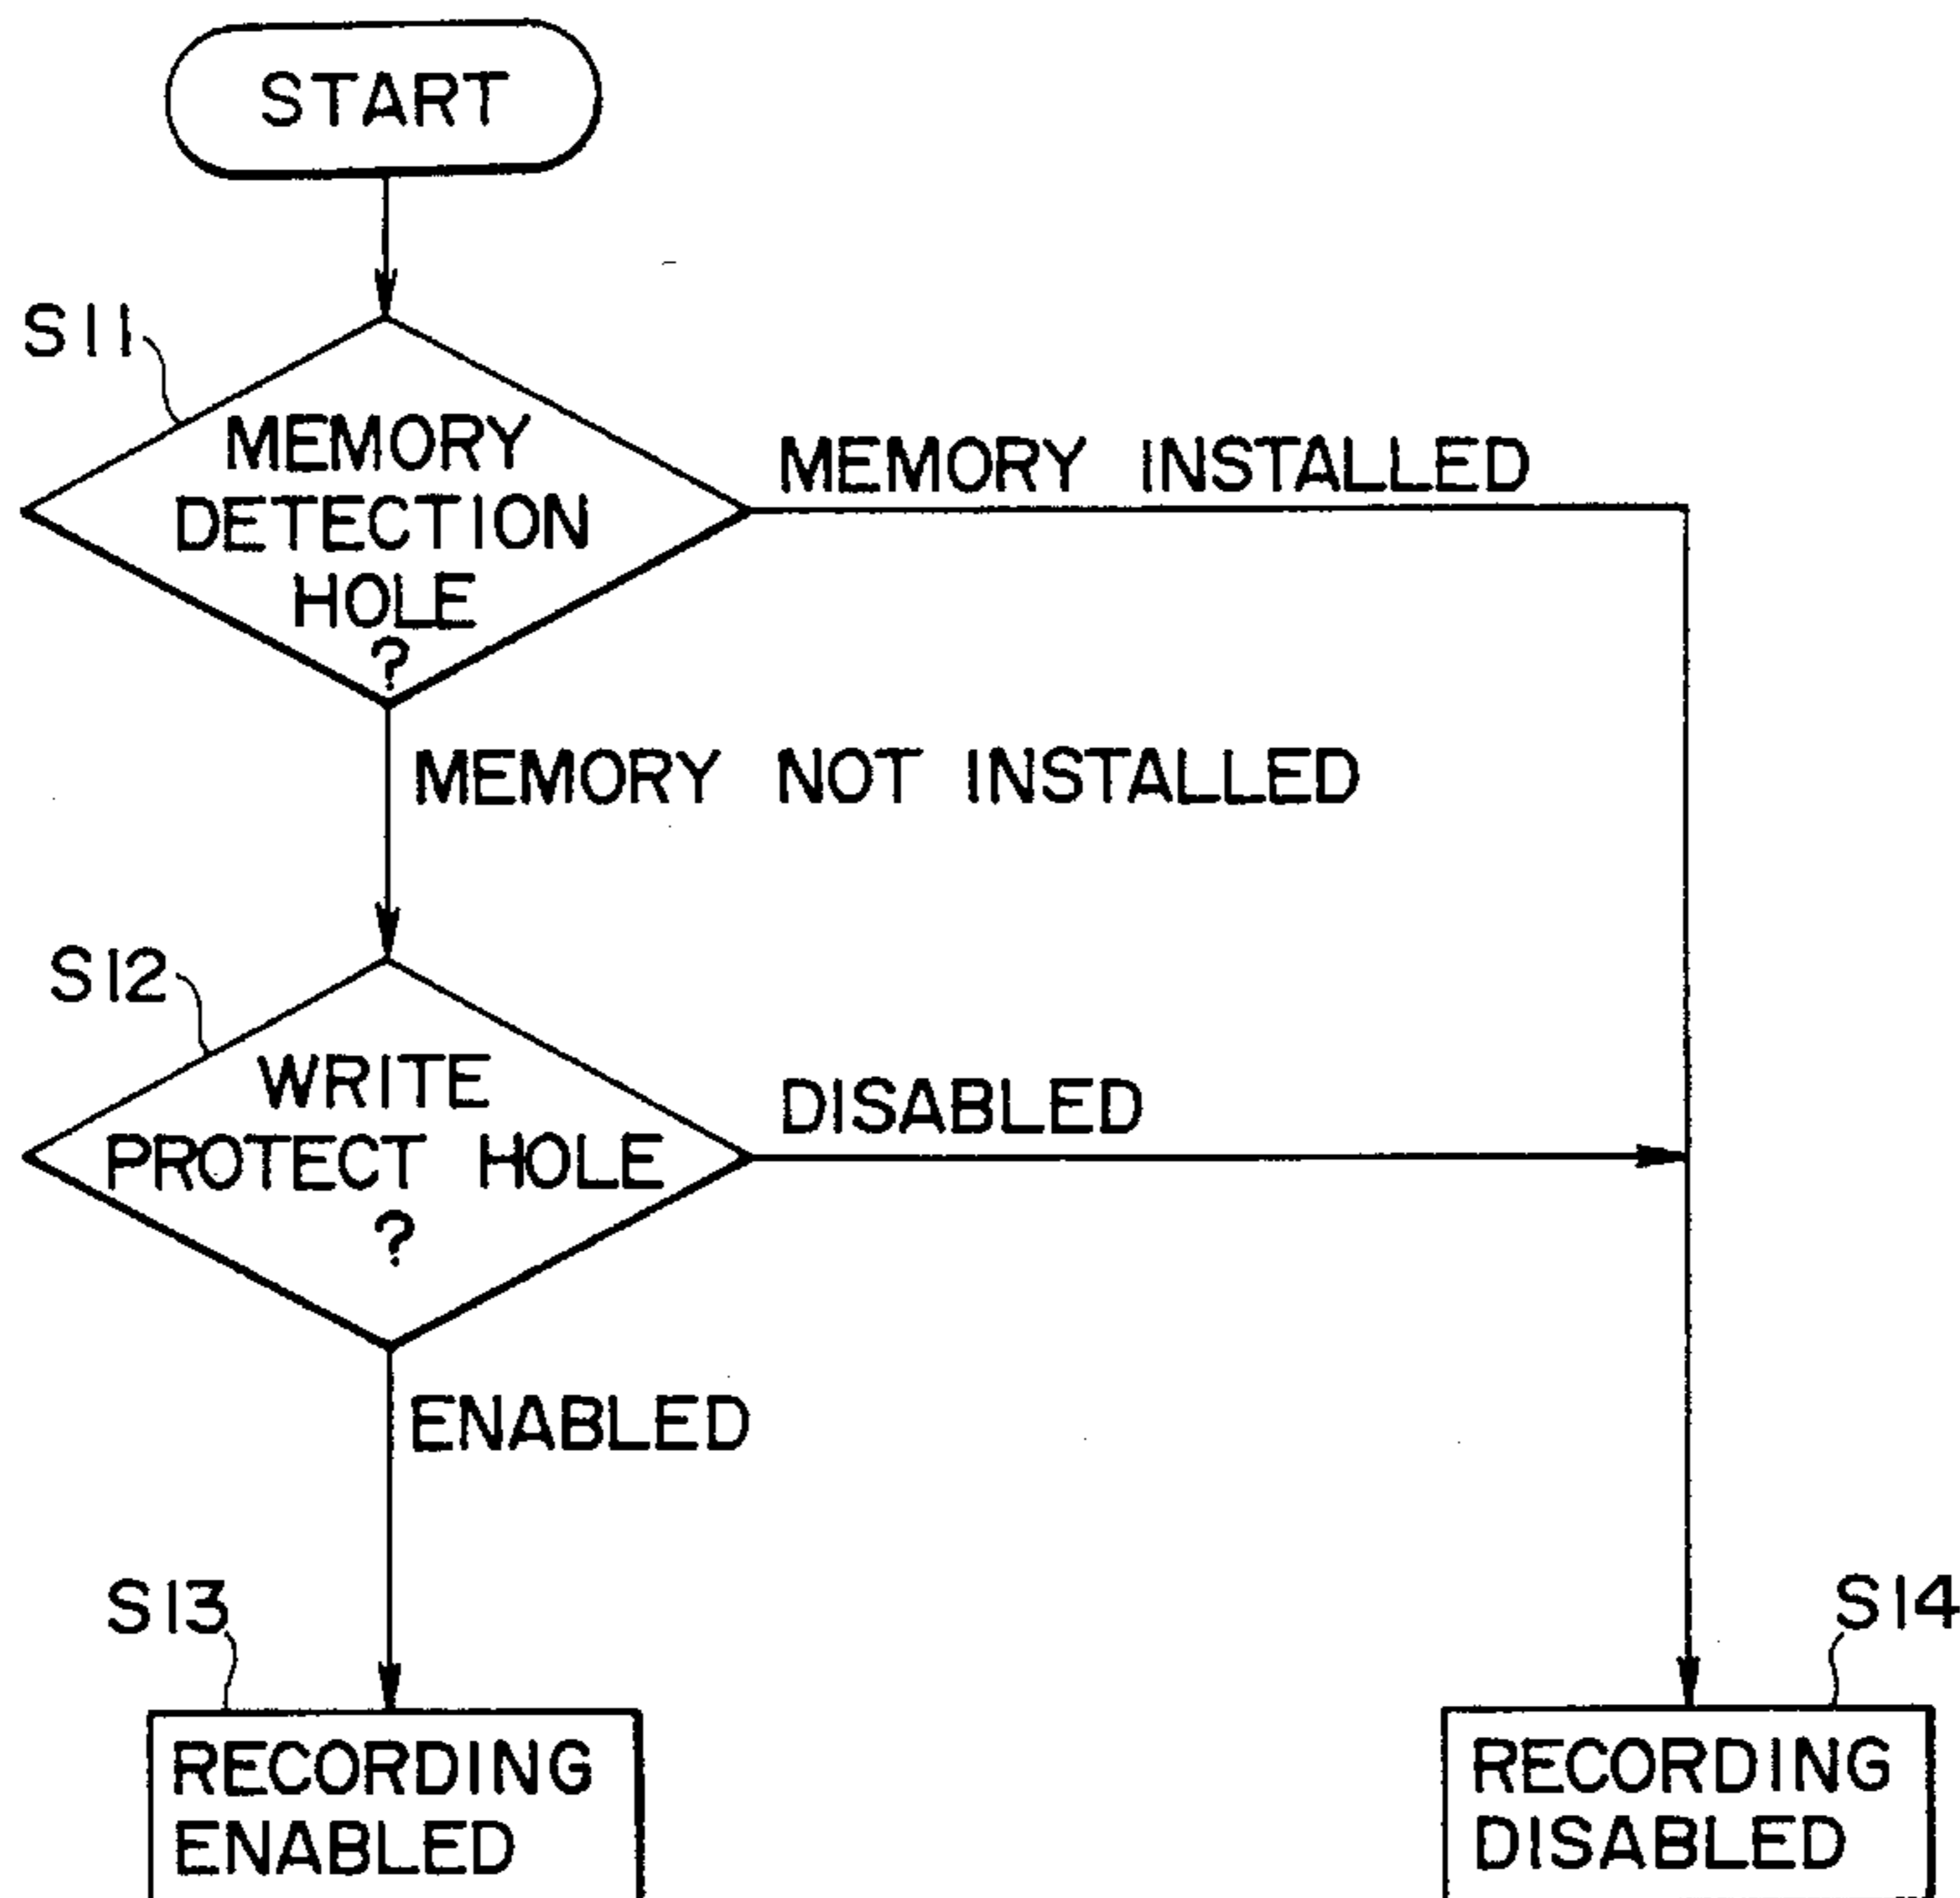 START
S11
MEMORY
DETECTION
HOLE
?
MEMORY INSTALLED
MEMORY NOT INSTALLED
S12
WRITE
PROTECT HOLE
?
DISABLED
ENABLED
S13
RECORDING
ENABLED
S14
RECORDING
DISABLED